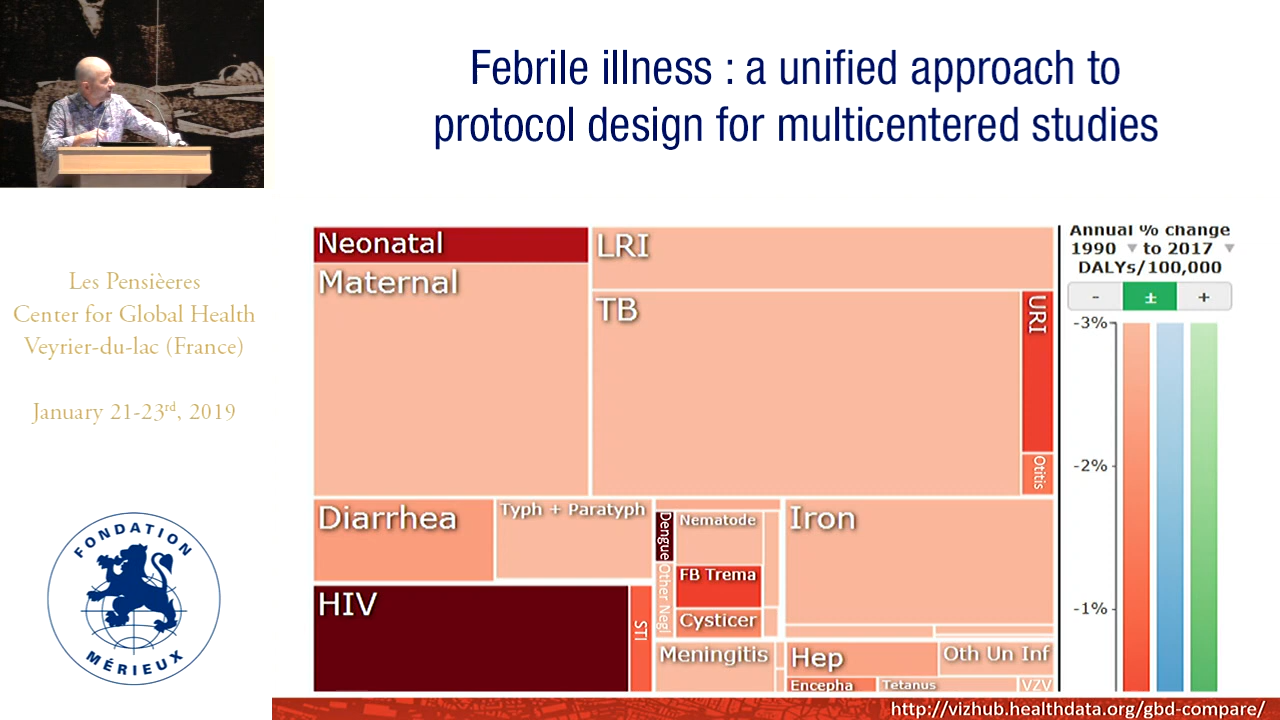 Febrile illness : a unified approach to
protocol design for multicentered studies
Les Pensièeres
Center for Global Health
Veyrier-du-lac (France)
January 21-23rd, 2019
FONDATION
MÉRIEUX
Neonatal
Maternal
LRI
TB
URI
Otitis
Diarrhea
Typh + Paratyph
HIV
STI
Dengue
Other Negl
Nematode
FB Trema
Cysticer
Meningitis
Iron
Hep
Oth Un Inf
Encepha
Tetanus
VZV
Annual % change
1990 ▼ to 2017 ▼
DALYs/100,000
- ± +
-3%
-2%
-1%
http://vizhub.healthdata.org/gbd-compare/